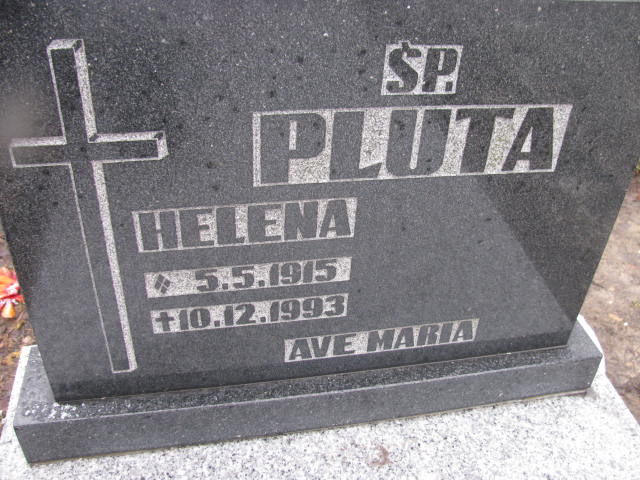 ŚP.
PLUTA
HELENA
5.5.1915
✝10.12.1993
AVE MARIA